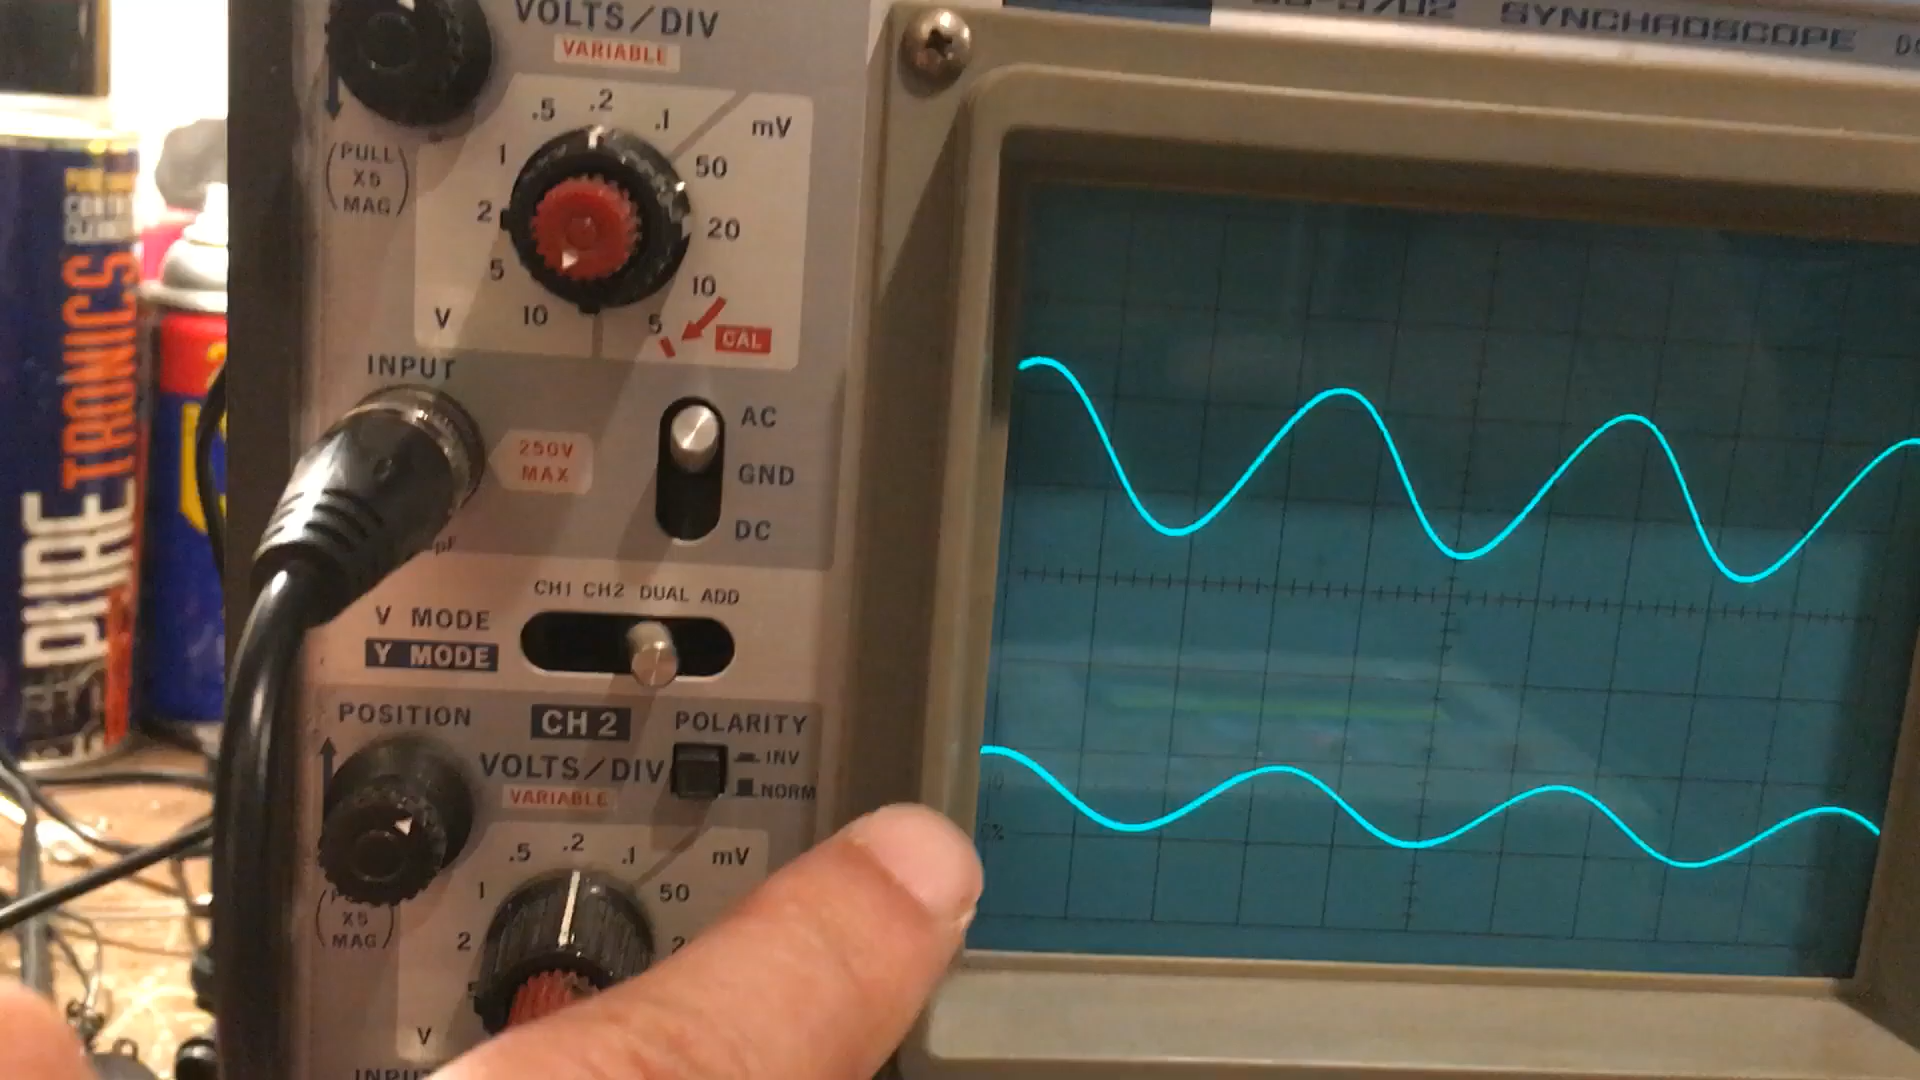 VOLTS/DIV
SYNCHROSCOPE
VARIABLE
.5 .2 .1 mV
(PULL
X5
MAG)
1 50
2 20
5 10
V 10 5 CAL
INPUT
AC
250V
MAX
GND
DC
pF
CH1 CH2 DUAL ADD
V MODE
Y MODE
POSITION CH 2 POLARITY
INV
VOLTS/DIV
NORM
VARIABLE
.5 .2 .1 mV
1 50
X5
MAG
2
V
PHIRE
TRONICS